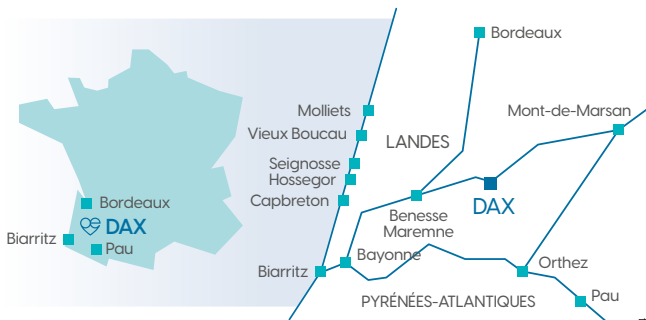 Bordeaux
DAX
Biarritz
Pau
Bordeaux
Molliets
Mont-de-Marsan
Vieux Boucau
LANDES
Seignosse
Hossegor
Capbreton
DAX
Benesse
Maremne
Bayonne
Biarritz
Orthez
PYRÉNÉES-ATLANTIQUES
Pau